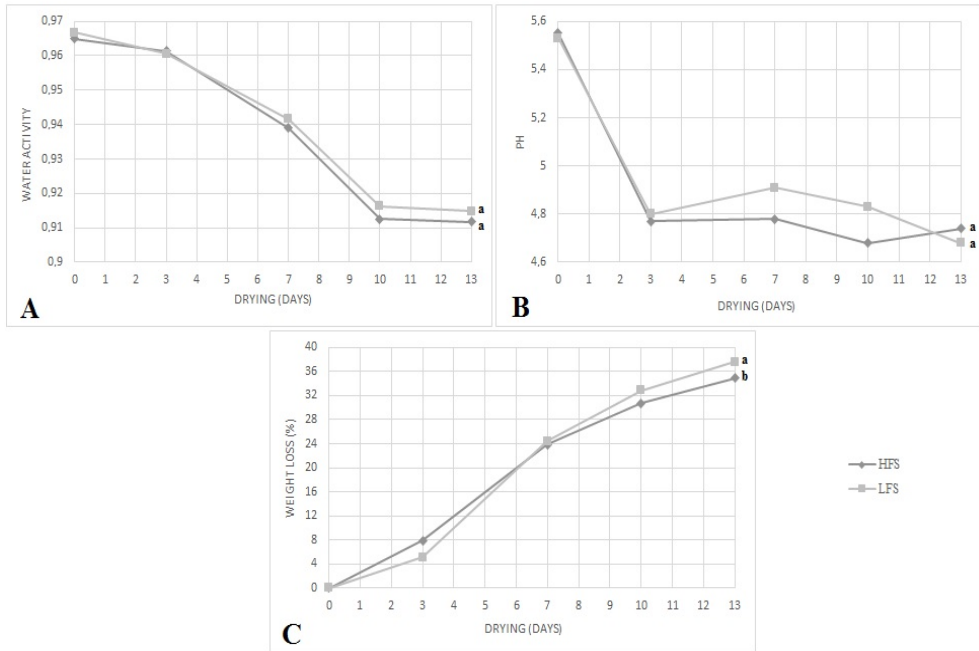 0,97
0,96
0,95
0,94
0,93
0,92
0,91
0,9
WATER ACTIVITY
a
a
0 1 2 3 4 5 6 7 8 9 10 11 12 13
DRYING (DAYS)
A
5,6
5,4
5,2
5
4,8
4,6
PH
a
a
0 1 2 3 4 5 6 7 8 9 10 11 12 13
DRYING (DAYS)
B
40
36
32
28
24
20
16
12
8
4
0
WEIGHT LOSS (%)
a
b
0 1 2 3 4 5 6 7 8 9 10 11 12 13
DRYING (DAYS)
C
HFS
LFS